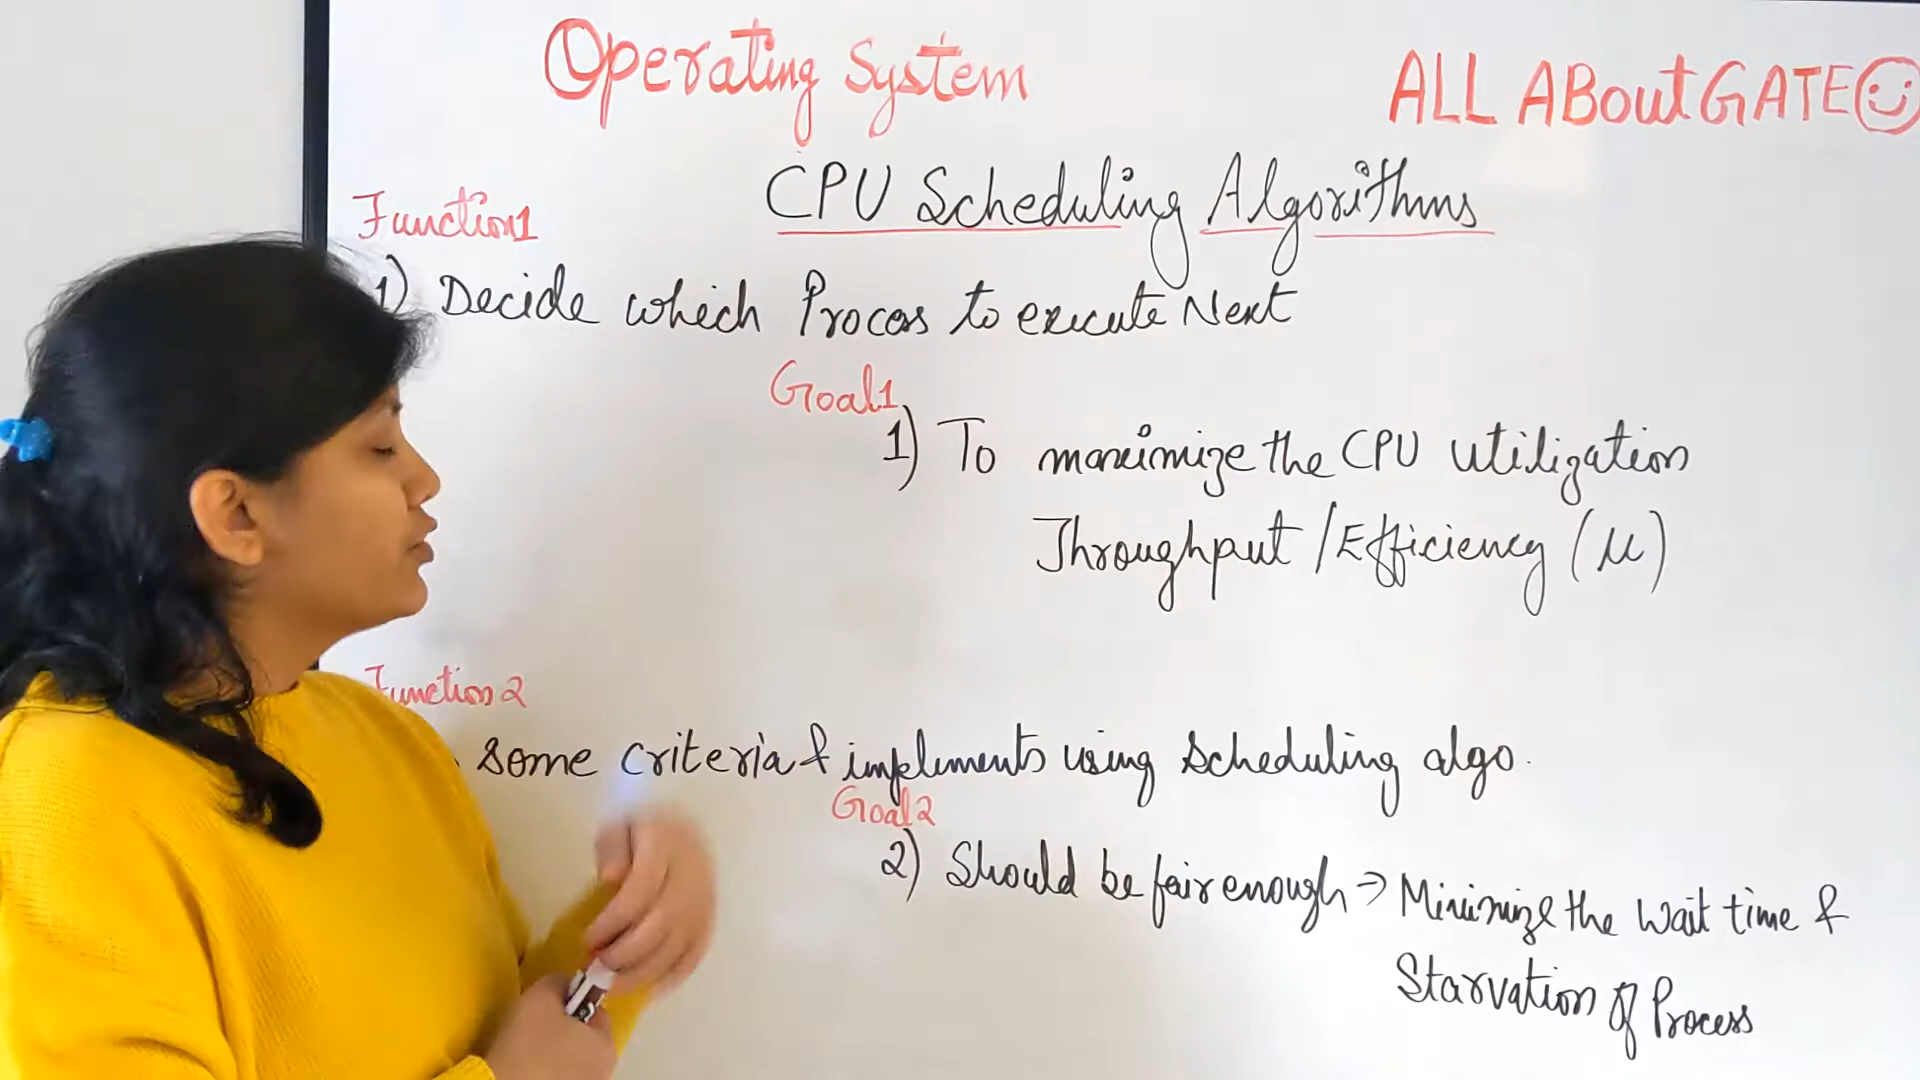 Operating System
ALL ABout GATE
CPU Scheduling Algorithms
Function1
1) Decide which Process to execute Next
Goal1
1) To maximize the CPU utilization
Throughput / Efficiency (μ)
Function 2
some criteria & implements using scheduling algo.
Goal2
2) Should be fair enough → Minimize the wait time &
Starvation of Process